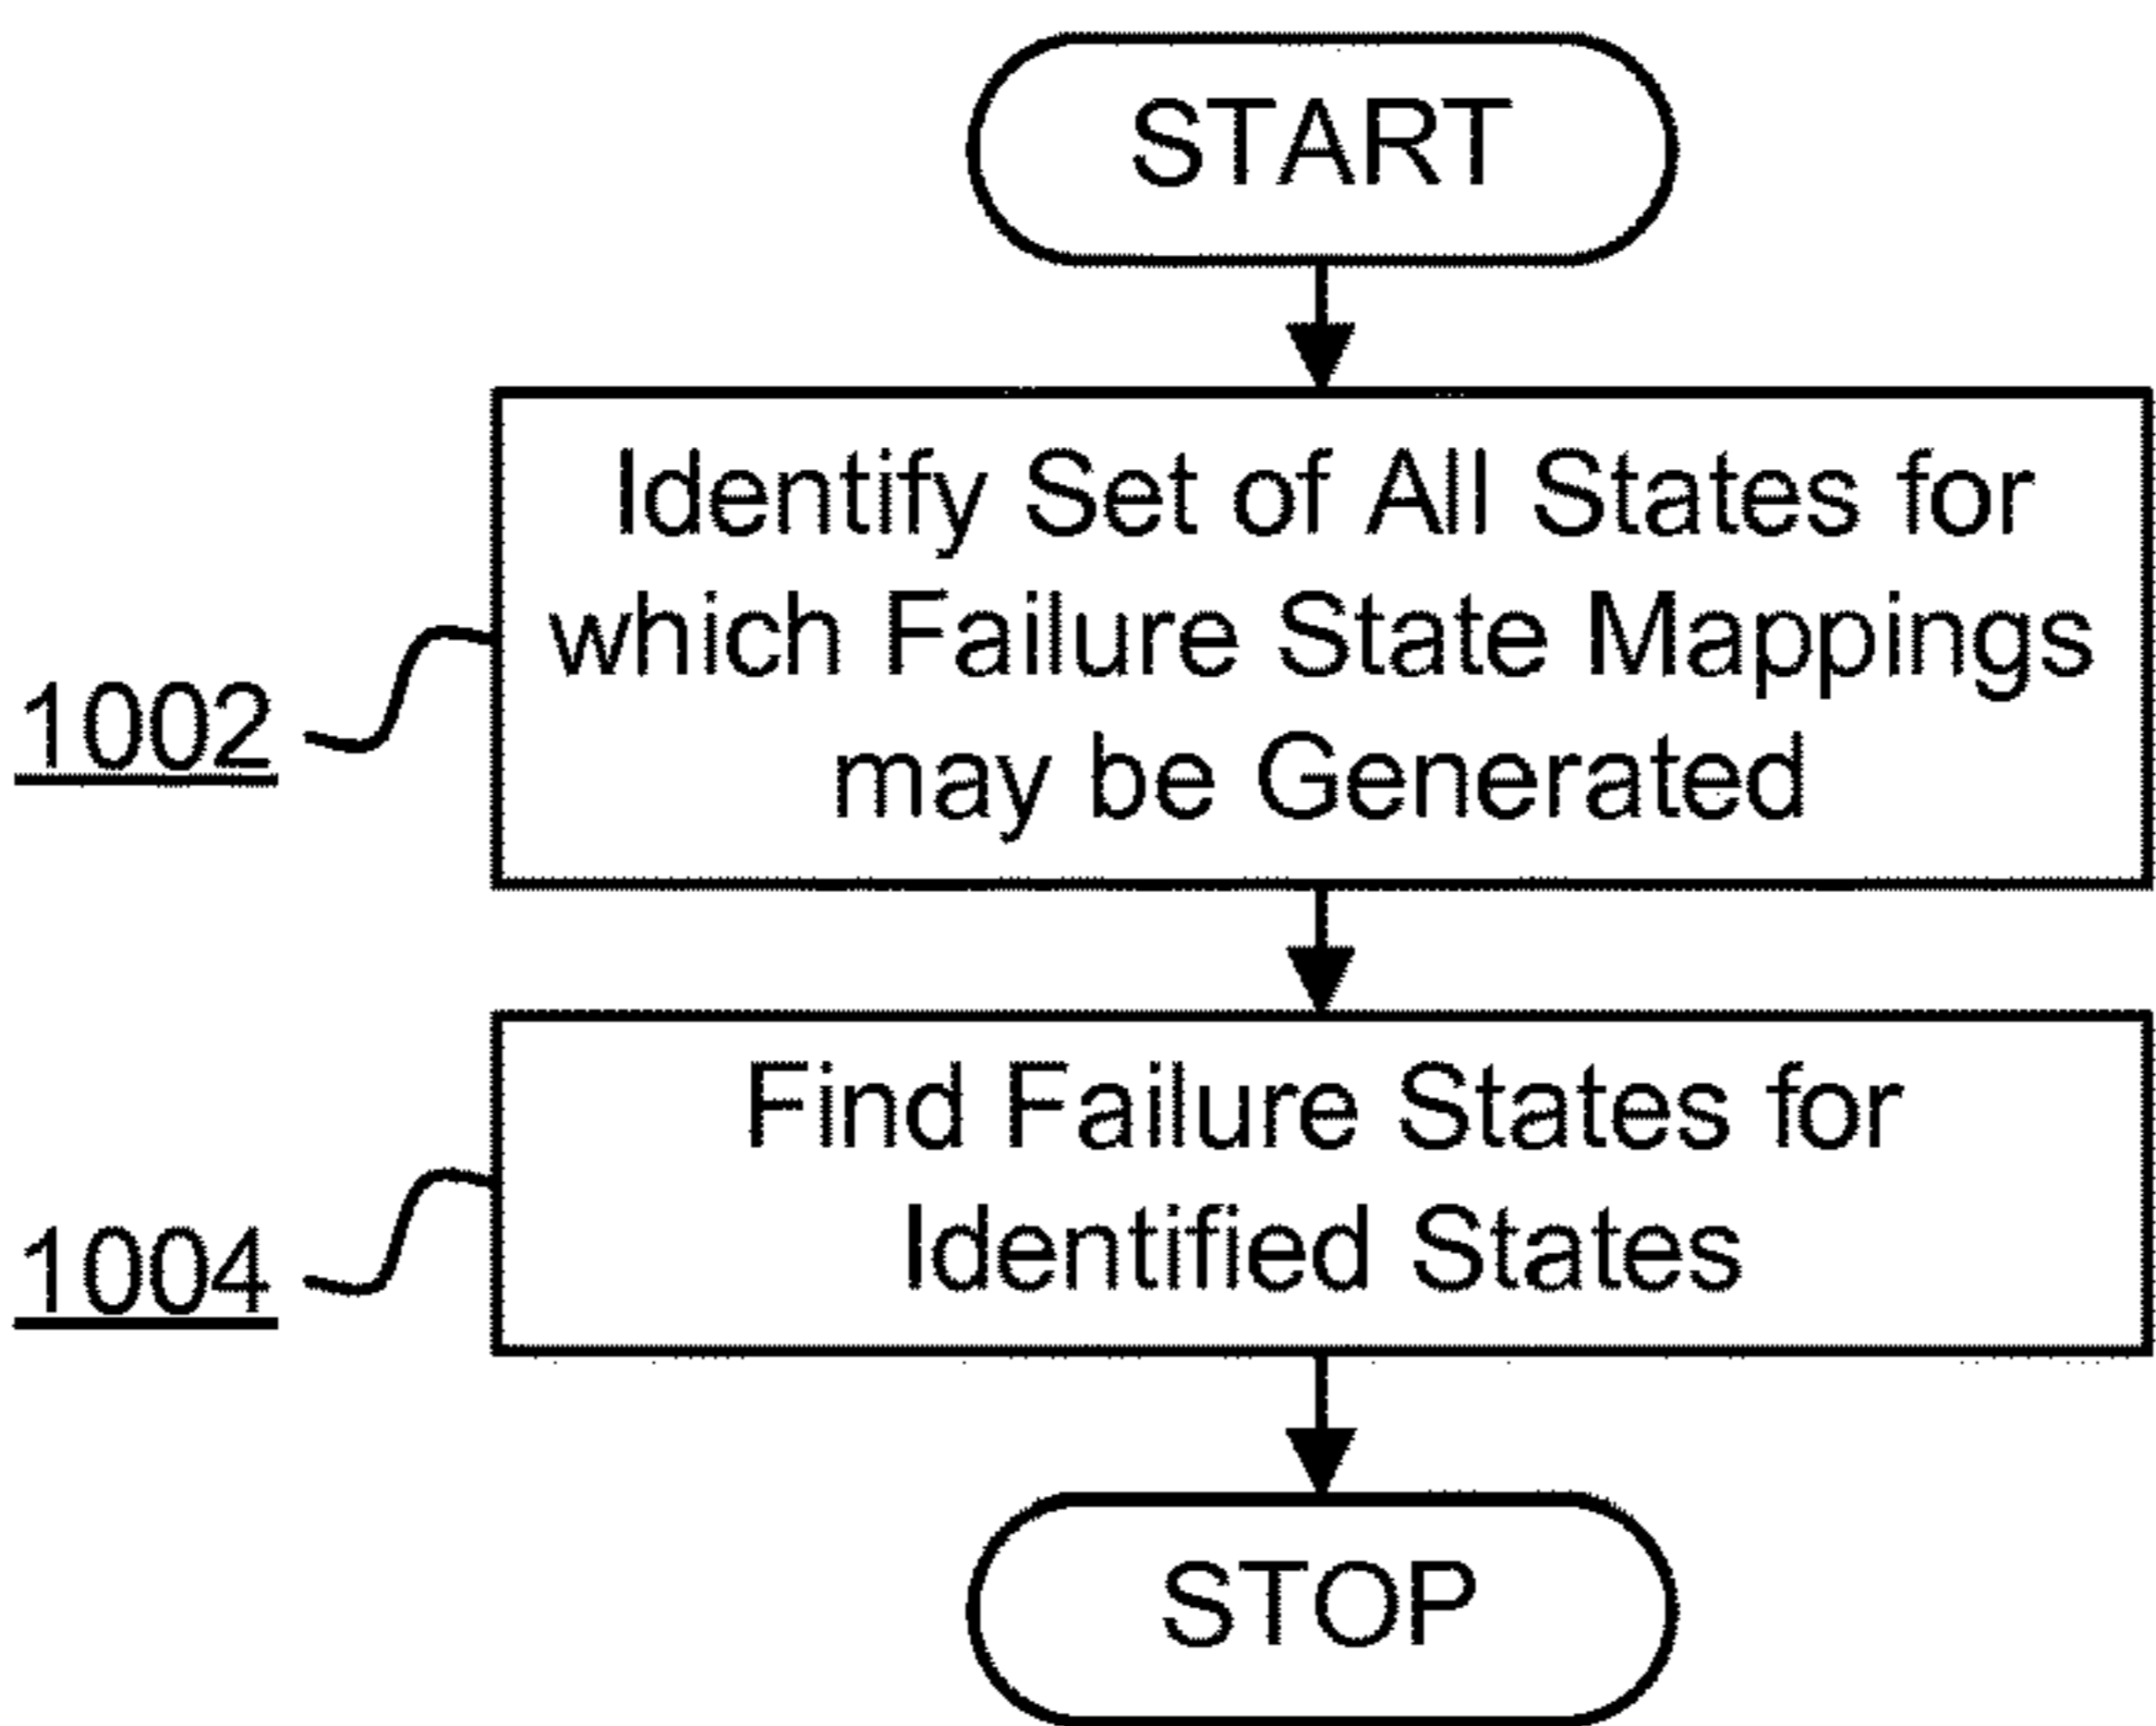 START
Identify Set of All States for
which Failure State Mappings
may be Generated
1002
Find Failure States for
Identified States
1004
STOP